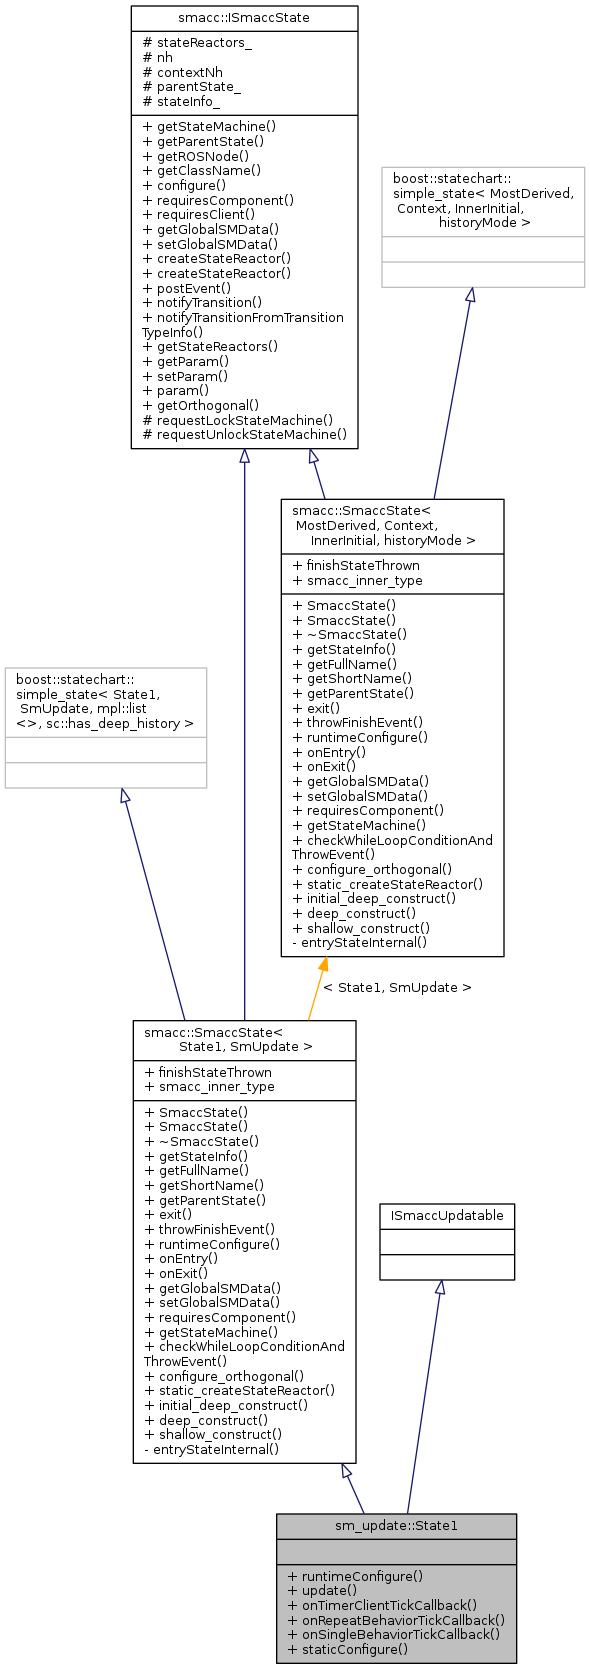 smacc::ISmaccState
# stateReactors_
# nh
# contextNh
# parentState_
# stateInfo_
+ getStateMachine()
+ getParentState()
+ getROSNode()
+ getClassName()
+ configure()
+ requiresComponent()
+ requiresClient()
+ getGlobalSMData()
+ setGlobalSMData()
+ createStateReactor()
+ createStateReactor()
+ postEvent()
+ notifyTransition()
+ notifyTransitionFromTransition
TypeInfo()
+ getStateReactors()
+ getParam()
+ setParam()
+ param()
+ getOrthogonal()
# requestLockStateMachine()
# requestUnlockStateMachine()
boost::statechart::
simple_state< MostDerived,
Context, InnerInitial,
historyMode >
smacc::SmaccState<
MostDerived, Context,
InnerInitial, historyMode >
+ finishStateThrown
+ smacc_inner_type
+ SmaccState()
+ SmaccState()
+ ~SmaccState()
+ getStateInfo()
+ getFullName()
+ getShortName()
+ getParentState()
+ exit()
+ throwFinishEvent()
+ runtimeConfigure()
+ onEntry()
+ onExit()
+ getGlobalSMData()
+ setGlobalSMData()
+ requiresComponent()
+ getStateMachine()
+ checkWhileLoopConditionAnd
ThrowEvent()
+ configure_orthogonal()
+ static_createStateReactor()
+ initial_deep_construct()
+ deep_construct()
+ shallow_construct()
- entryStateInternal()
boost::statechart::
simple_state< State1,
SmUpdate, mpl::list
<>, sc::has_deep_history >
< State1, SmUpdate >
smacc::SmaccState<
State1, SmUpdate >
+ finishStateThrown
+ smacc_inner_type
+ SmaccState()
+ SmaccState()
+ ~SmaccState()
+ getStateInfo()
+ getFullName()
+ getShortName()
+ getParentState()
+ exit()
+ throwFinishEvent()
+ runtimeConfigure()
+ onEntry()
+ onExit()
+ getGlobalSMData()
+ setGlobalSMData()
+ requiresComponent()
+ getStateMachine()
+ checkWhileLoopConditionAnd
ThrowEvent()
+ configure_orthogonal()
+ static_createStateReactor()
+ initial_deep_construct()
+ deep_construct()
+ shallow_construct()
- entryStateInternal()
ISmaccUpdatable
sm_update::State1
+ runtimeConfigure()
+ update()
+ onTimerClientTickCallback()
+ onRepeatBehaviorTickCallback()
+ onSingleBehaviorTickCallback()
+ staticConfigure()